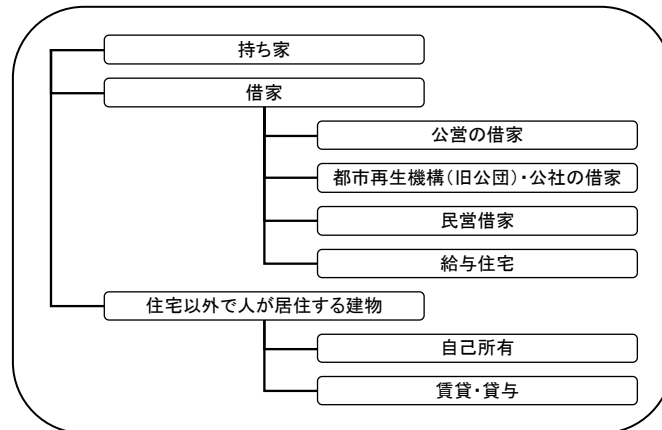 持ち家
借家
公営の借家
都市再生機構(旧公団)・公社の借家
民営借家
給与住宅
住宅以外で人が居住する建物
自己所有
賃貸・貸与